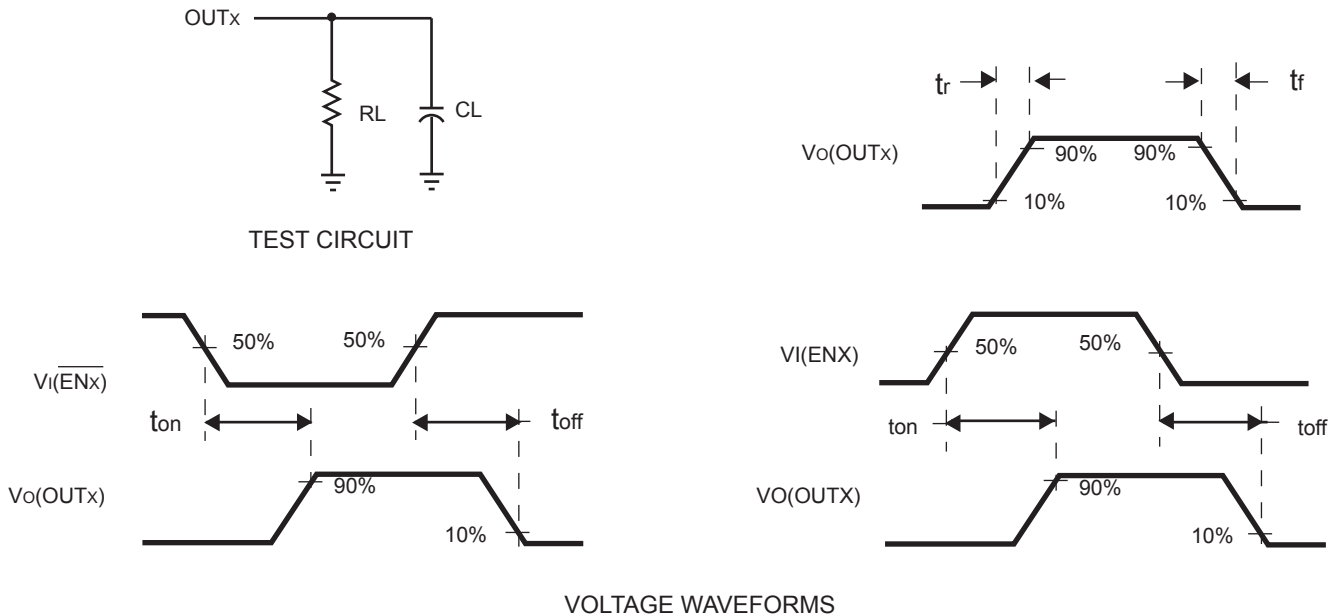 OUTx
RL
CL
TEST CIRCUIT
tr
tf
VO(OUTx)
90%
90%
10%
10%
50%
50%
VI(ENx)
ton
toff
VO(OUTx)
90%
10%
50%
50%
VI(ENX)
ton
toff
VO(OUTX)
90%
10%
VOLTAGE WAVEFORMS